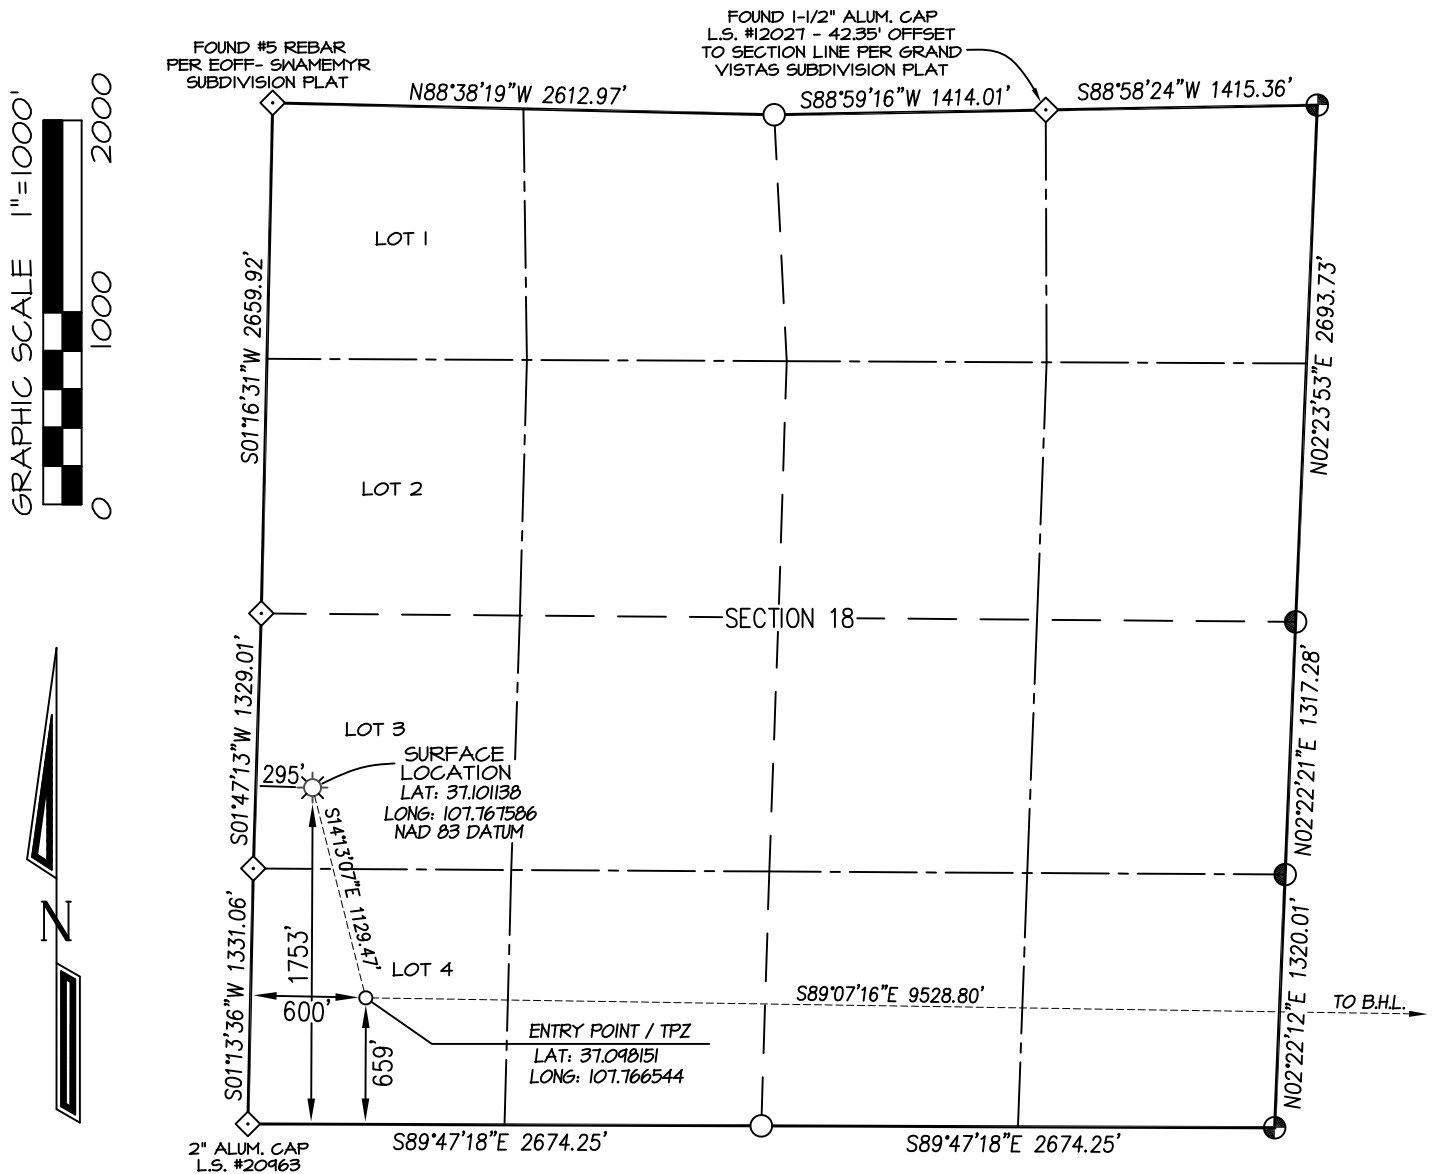 FOUND 1-1/2" ALUM. CAP
L.S. #12027 - 42.35' OFFSET
TO SECTION LINE PER GRAND
VISTAS SUBDIVISION PLAT
FOUND #5 REBAR
PER EOFF- SWAMEMYR
SUBDIVISION PLAT
N88°38'19"W 2612.97'
S88°59'16"W 1414.01'
S88°58'24"W 1415.36'
GRAPHIC SCALE 1"=1000'
2000
1000
0
LOT 1
S01°16'31"W 2659.92'
N02°23'53"E 2693.73'
LOT 2
SECTION 18
S01°47'13"W 1329.01'
N02°22'21"E 1317.28'
LOT 3
SURFACE
LOCATION
LAT: 37.101138
LONG: 107.767586
NAD 83 DATUM
295'
S14°13'07"E 1129.47'
1753'
N
LOT 4
S01°13'36"W 1331.06'
N02°22'12"E 1320.01'
600'
S89°07'16"E 9528.80'
TO B.H.L.
ENTRY POINT / TPZ
LAT: 37.098151
LONG: 107.766544
659'
S89°47'18"E 2674.25'
S89°47'18"E 2674.25'
2" ALUM. CAP
L.S. #20963